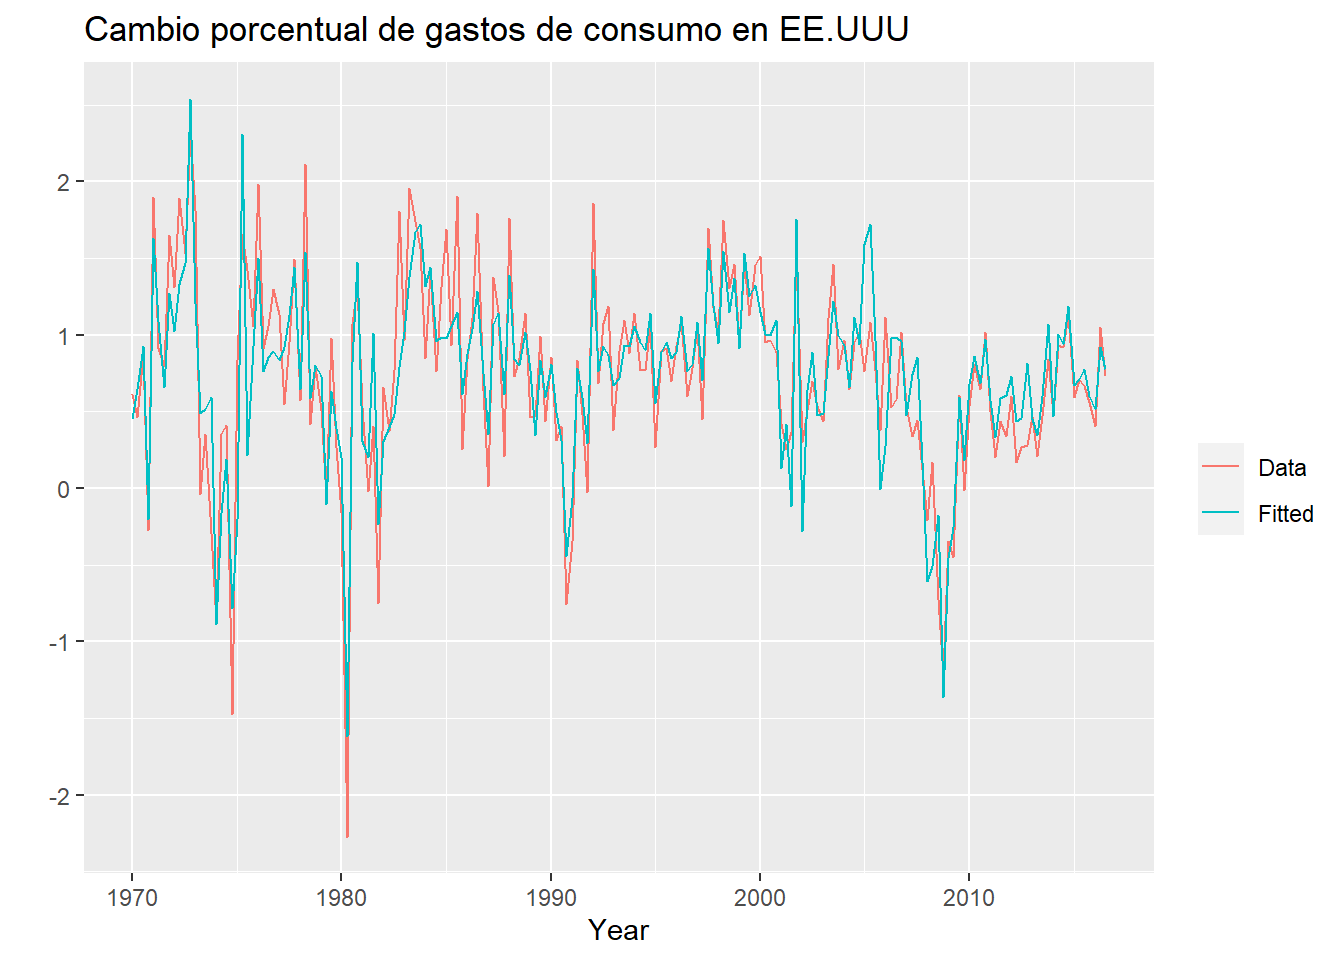 Cambio porcentual de gastos de consumo en EE.UUU
2
1
0
-1
-2
1970 1980 1990 2000 2010
Year
Data
Fitted